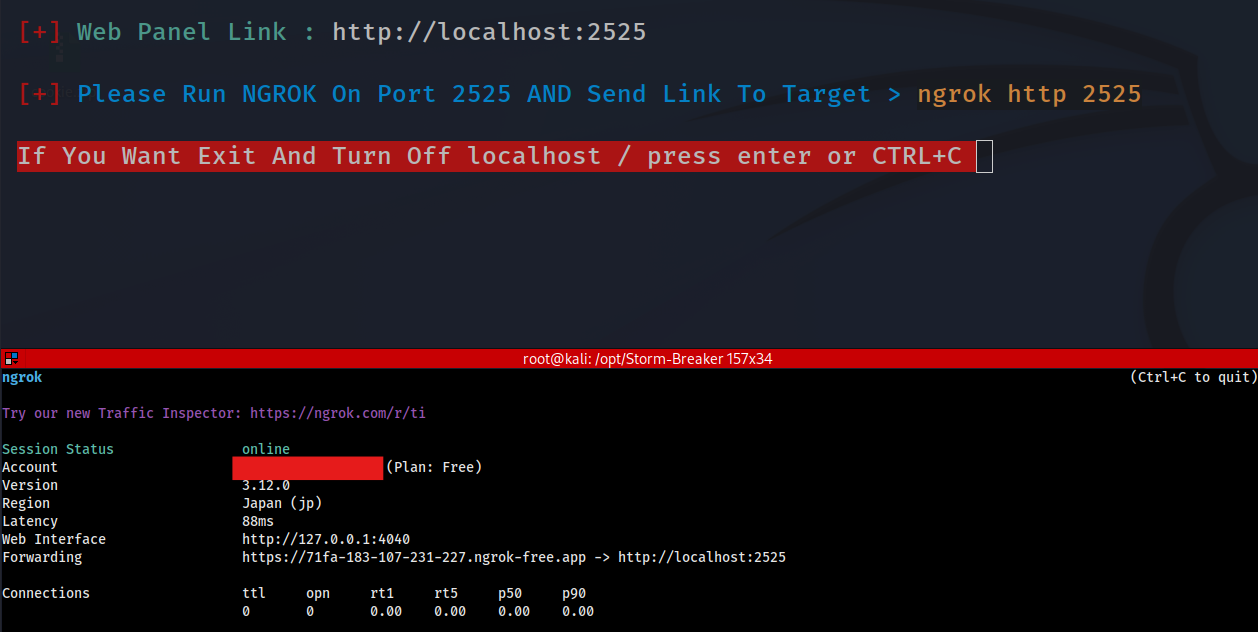 [+] Web Panel Link : http://localhost:2525
[+] Please Run NGROK On Port 2525 AND Send Link To Target > ngrok http 2525
If You Want Exit And Turn Off localhost / press enter or CTRL+C
root@kali: /opt/Storm-Breaker 157x34
ngrok (Ctrl+C to quit)
Try our new Traffic Inspector: https://ngrok.com/r/ti
Session Status online
Account (Plan: Free)
Version 3.12.0
Region Japan (jp)
Latency 88ms
Web Interface http://127.0.0.1:4040
Forwarding https://71fa-183-107-231-227.ngrok-free.app -> http://localhost:2525
Connections ttl opn rt1 rt5 p50 p90
0 0 0.00 0.00 0.00 0.00